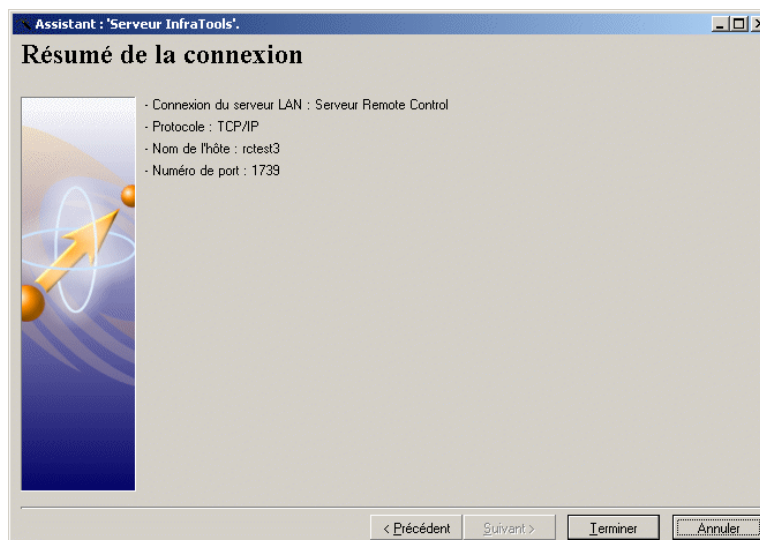 Assistant : 'Serveur InfraTools'.
Résumé de la connexion
- Connexion du serveur LAN : Serveur Remote Control
- Protocole : TCP/IP
- Nom de l'hôte : rctest3
- Numéro de port : 1739
< Précédent Suivant > Terminer Annuler